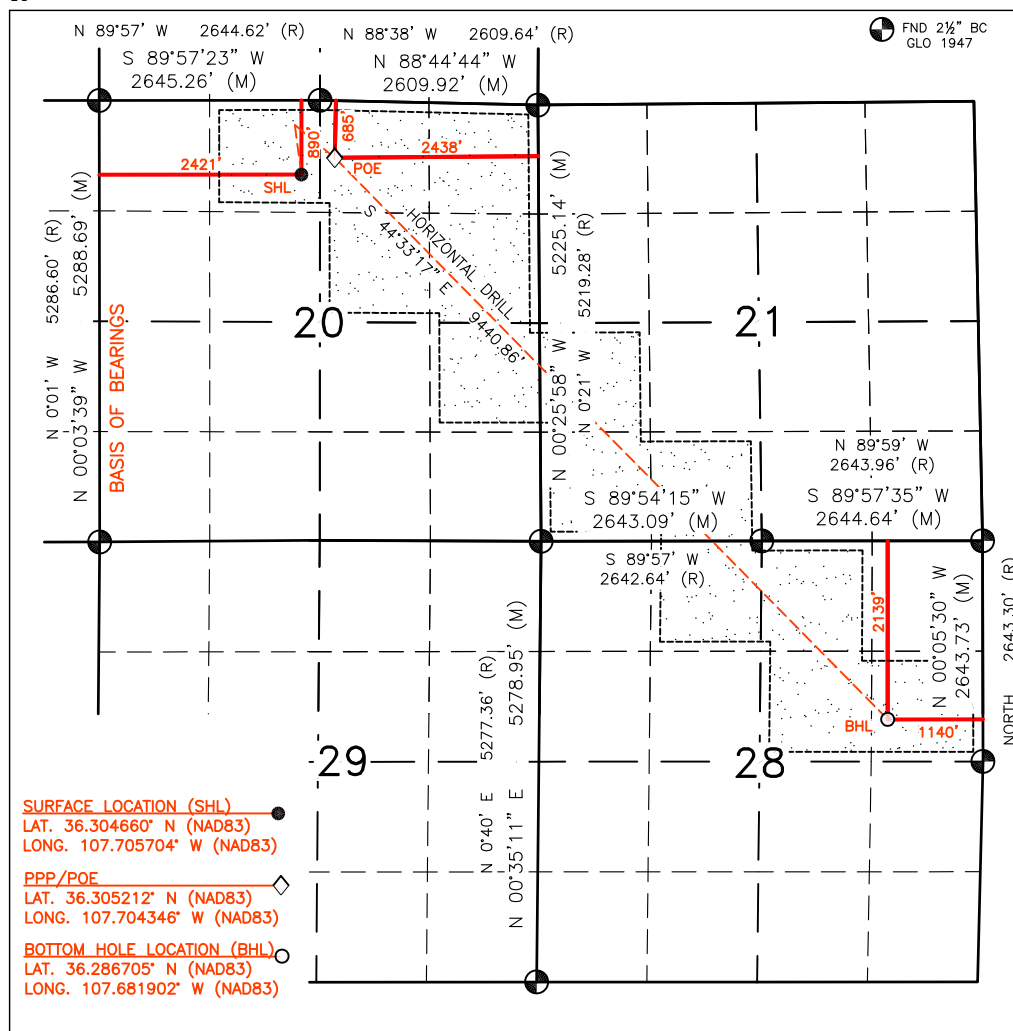 N 89°57' W 2644.62' (R)
N 88°38' W 2609.64' (R)
S 89°57'23" W
2645.26' (M)
N 88°44'44" W
2609.92' (M)
FND 2½" BC
GLO 1947
2421'
890'
685'
2438'
SHL
POE
HORIZONTAL DRILL
S 44°33'17" E
9440.86'
N 0°01' W 5286.60' (R)
N 00°03'39" W 5288.69' (M)
BASIS OF BEARINGS
20
21
N 00°25'58" W 5225.14' (M)
N 0°21' W 5219.28' (R)
N 89°59' W
2643.96' (R)
S 89°54'15" W
2643.09' (M)
S 89°57'35" W
2644.64' (M)
S 89°57' W
2642.64' (R)
2139'
N 00°05'30" W
2643.73' (M)
NORTH 2643.30' (R)
BHL
1140'
N 0°40' E 5277.36' (R)
N 00°35'11" E 5278.95' (M)
29
28
SURFACE LOCATION (SHL)
LAT. 36.304660° N (NAD83)
LONG. 107.705704° W (NAD83)
PPP/POE
LAT. 36.305212° N (NAD83)
LONG. 107.704346° W (NAD83)
BOTTOM HOLE LOCATION (BHL)
LAT. 36.286705° N (NAD83)
LONG. 107.681902° W (NAD83)